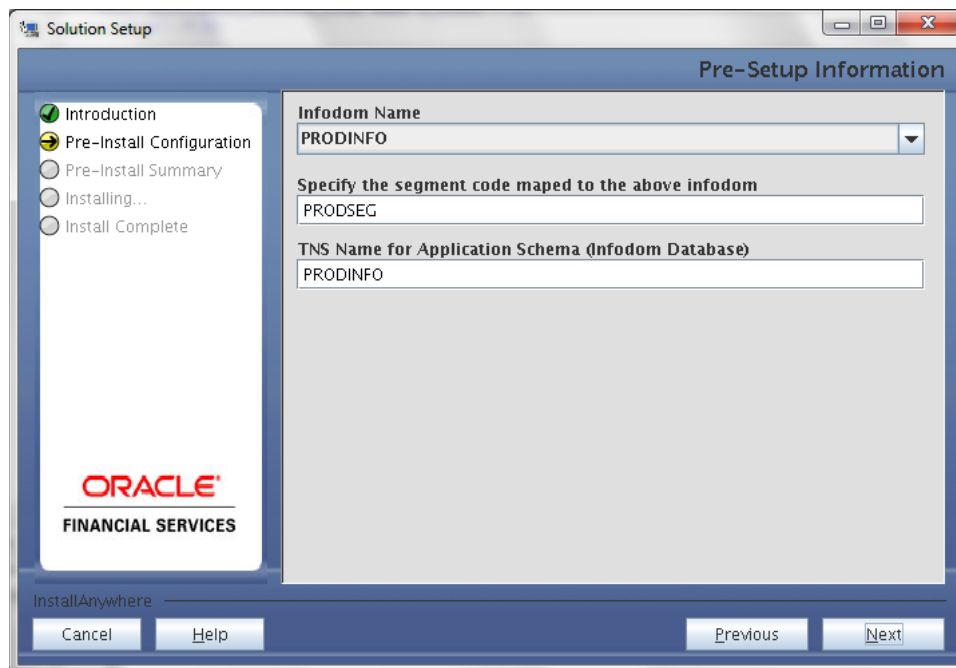 Solution Setup
Pre-Setup Information
Introduction
Pre-Install Configuration
Pre-Install Summary
Installing...
Install Complete
ORACLE'
FINANCIAL SERVICES
Infodom Name
PRODINFO
Specify the segment code maped to the above infodom
PRODSEG
TNS Name for Application Schema (Infodom Database)
PRODINFO
InstallAnywhere
Cancel
Help
Previous
Next